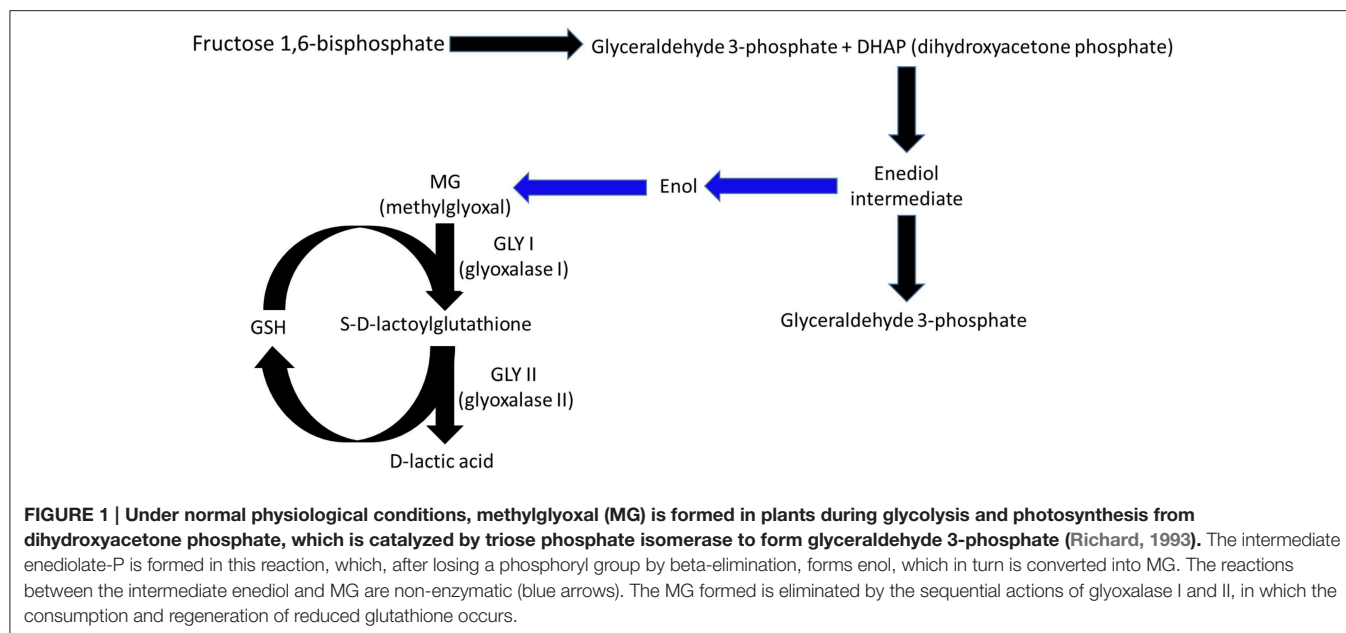 Fructose 1,6-bisphosphate
Glyceraldehyde 3-phosphate + DHAP (dihydroxyacetone phosphate)
MG
(methylglyoxal)
Enol
Enediol
intermediate
GLY I
(glyoxalase I)
GSH
S-D-lactoylglutathione
Glyceraldehyde 3-phosphate
GLY II
(glyoxalase II)
D-lactic acid
FIGURE 1 | Under normal physiological conditions, methylglyoxal (MG) is formed in plants during glycolysis and photosynthesis from
dihydroxyacetone phosphate, which is catalyzed by triose phosphate isomerase to form glyceraldehyde 3-phosphate (Richard, 1993). The intermediate
enediolate-P is formed in this reaction, which, after losing a phosphoryl group by beta-elimination, forms enol, which in turn is converted into MG. The reactions
between the intermediate enediol and MG are non-enzymatic (blue arrows). The MG formed is eliminated by the sequential actions of glyoxalase I and II, in which the
consumption and regeneration of reduced glutathione occurs.